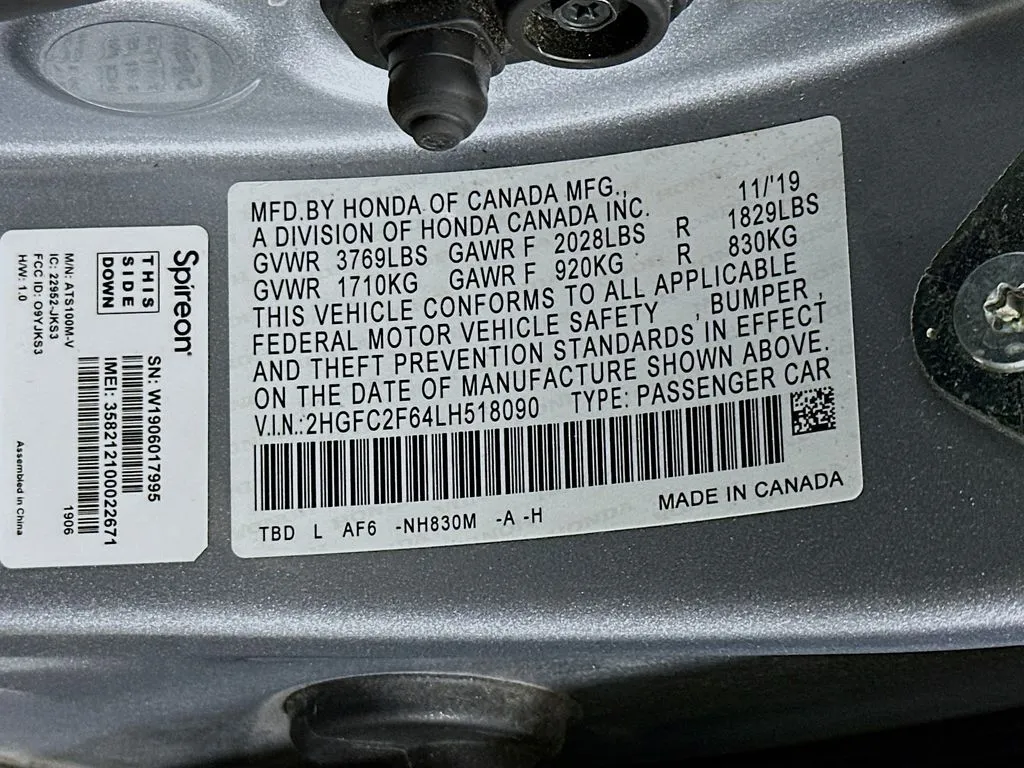 MFD.BY HONDA OF CANADA MFG., 11/'19
A DIVISION OF HONDA CANADA INC.
GVWR 3769LBS GAWR F 2028LBS R 1829LBS
GVWR 1710KG GAWR F 920KG R 830KG
THIS VEHICLE CONFORMS TO ALL APPLICABLE
FEDERAL MOTOR VEHICLE SAFETY , BUMPER ,
AND THEFT PREVENTION STANDARDS IN EFFECT
ON THE DATE OF MANUFACTURE SHOWN ABOVE.
V.I.N.:2HGFC2F64LH518090 TYPE: PASSENGER CAR
MADE IN CANADA
TBD L AF6 -NH830M -A -H
Spireon
THIS
SIDE
DOWN
M/N: ATS100M-V
IC: 22952-JKS3
FCC ID: O9YJKS3
H/W: 1.0
SN: W1906017995
IMEI: 358212100022671
1906
Assembled in China